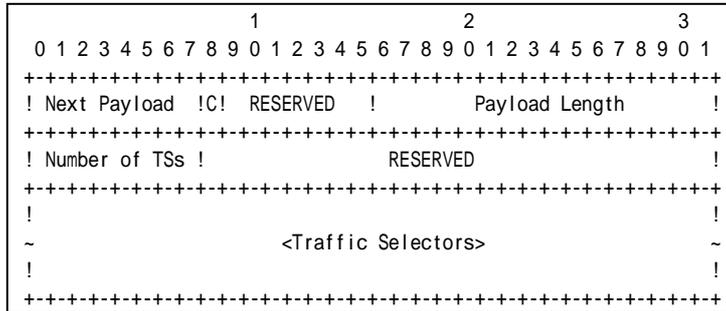 1                   2                   3
 0 1 2 3 4 5 6 7 8 9 0 1 2 3 4 5 6 7 8 9 0 1 2 3 4 5 6 7 8 9 0 1
+-+-+-+-+-+-+-+-+-+-+-+-+-+-+-+-+-+-+-+-+-+-+-+-+-+-+-+-+-+-+-+-+
! Next Payload !C! RESERVED ! Payload Length !
+-+-+-+-+-+-+-+-+-+-+-+-+-+-+-+-+-+-+-+-+-+-+-+-+-+-+-+-+-+-+-+-+
! Number of TSs ! RESERVED !
+-+-+-+-+-+-+-+-+-+-+-+-+-+-+-+-+-+-+-+-+-+-+-+-+-+-+-+-+-+-+-+-+
! !
~ <Traffic Selectors> ~
! !
+-+-+-+-+-+-+-+-+-+-+-+-+-+-+-+-+-+-+-+-+-+-+-+-+-+-+-+-+-+-+-+-+